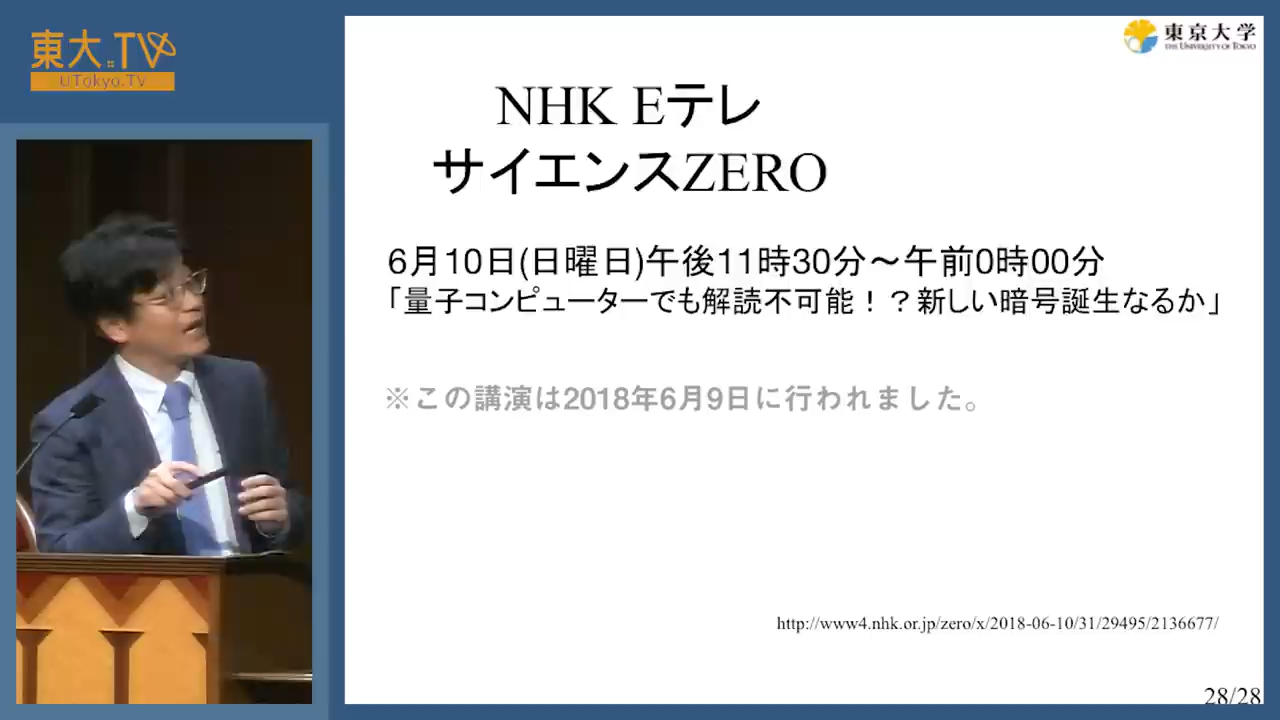 東大.TV
UTokyo.TV
東京大学
THE UNIVERSITY OF TOKYO
NHK Eテレ
サイエンスZERO
6月10日(日曜日)午後11時30分～午前0時00分
「量子コンピューターでも解読不可能！？新しい暗号誕生なるか」
※この講演は2018年6月9日に行われました。
http://www4.nhk.or.jp/zero/x/2018-06-10/31/29495/2136677/
28/28